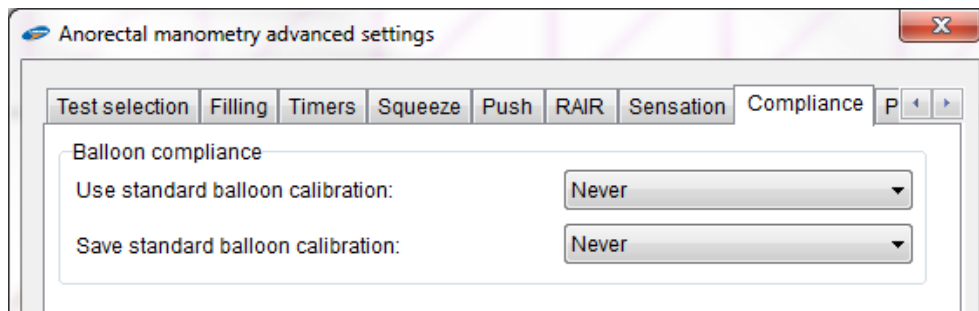 Anorectal manometry advanced settings
Test selection Filling Timers Squeeze Push RAIR Sensation Compliance P
Balloon compliance
Use standard balloon calibration: Never
Save standard balloon calibration: Never